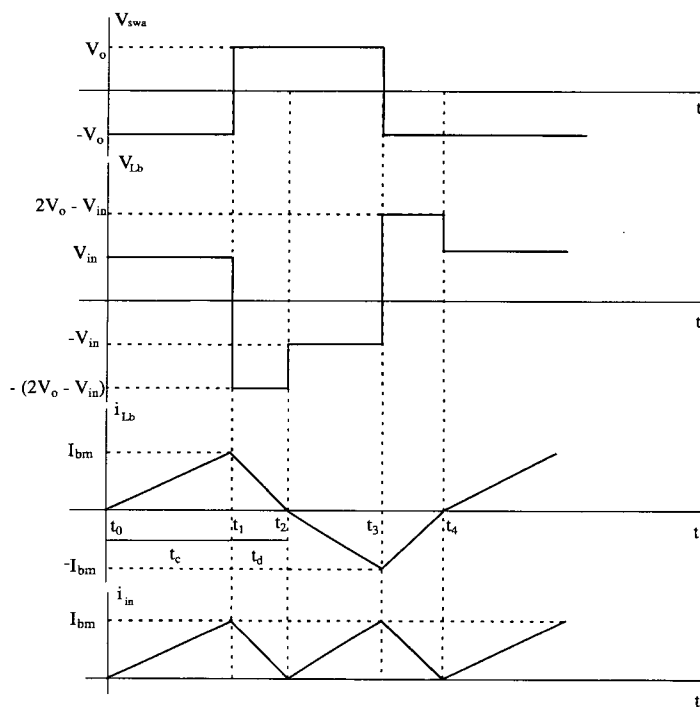 V_swa
V_o
t
-V_o
V_Lb
2V_o - V_in
V_in
t
-V_in
- (2V_o - V_in)
i_Lb
I_bm
t_0 t_1 t_2 t_3 t_4 t
t_c t_d
-I_bm
i_in
I_bm
t